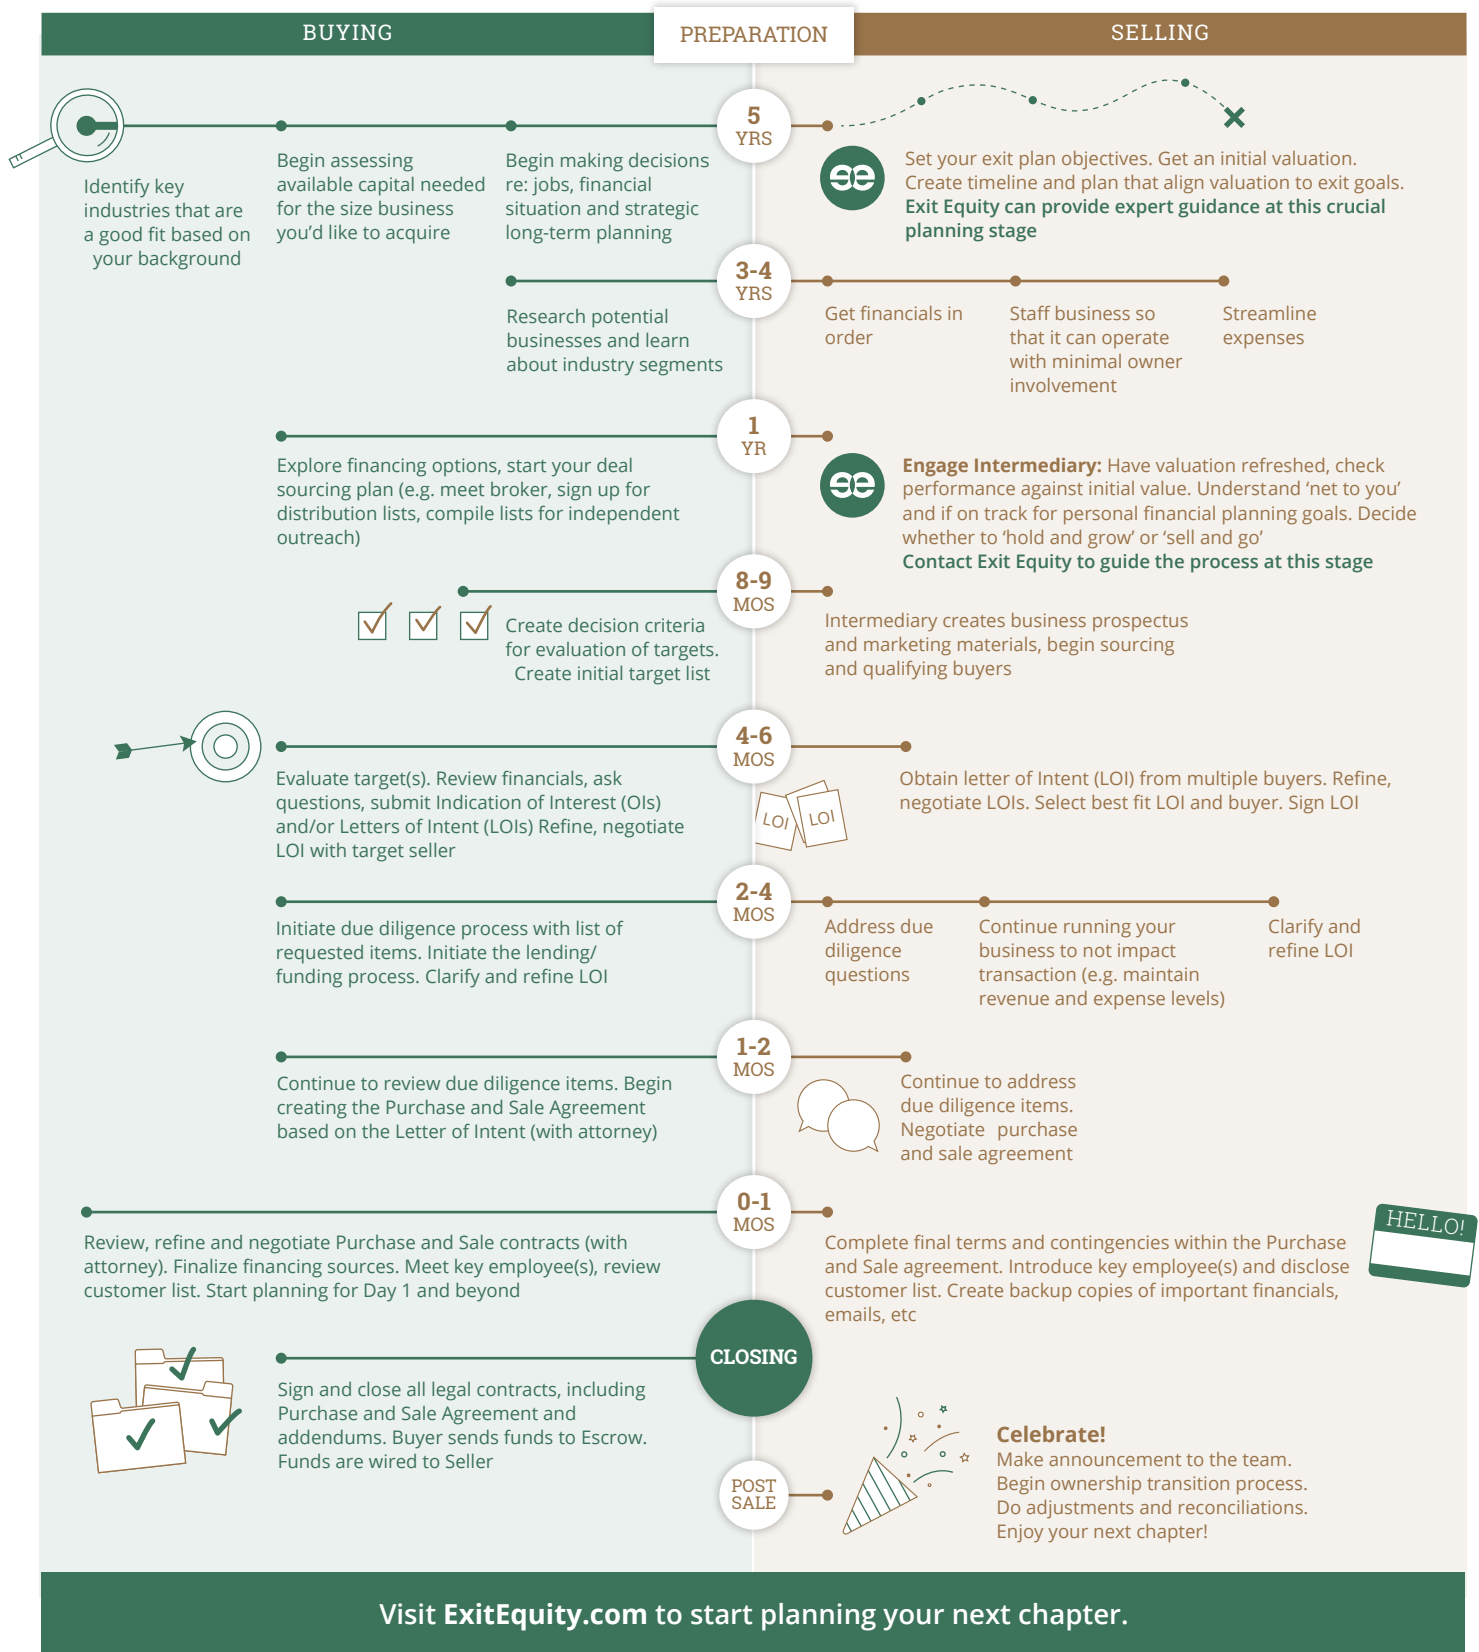 BUYING
PREPARATION
SELLING
5
YRS
Identify key
industries that are
a good fit based on
your background
Begin assessing
available capital needed
for the size business
you’d like to acquire
Begin making decisions
re: jobs, financial
situation and strategic
long-term planning
ee
Set your exit plan objectives. Get an initial valuation.
Create timeline and plan that align valuation to exit goals.
Exit Equity can provide expert guidance at this crucial
planning stage
3-4
YRS
Research potential
businesses and learn
about industry segments
Get financials in
order
Staff business so
that it can operate
with minimal owner
involvement
Streamline
expenses
1
YR
Explore financing options, start your deal
sourcing plan (e.g. meet broker, sign up for
distribution lists, compile lists for independent
outreach)
ee
Engage Intermediary: Have valuation refreshed, check
performance against initial value. Understand ‘net to you’
and if on track for personal financial planning goals. Decide
whether to ‘hold and grow’ or ‘sell and go’
Contact Exit Equity to guide the process at this stage
8-9
MOS
Create decision criteria
for evaluation of targets.
Create initial target list
Intermediary creates business prospectus
and marketing materials, begin sourcing
and qualifying buyers
4-6
MOS
Evaluate target(s). Review financials, ask
questions, submit Indication of Interest (OIs)
and/or Letters of Intent (LOIs) Refine, negotiate
LOI with target seller
LOI
LOI
Obtain letter of Intent (LOI) from multiple buyers. Refine,
negotiate LOIs. Select best fit LOI and buyer. Sign LOI
2-4
MOS
Initiate due diligence process with list of
requested items. Initiate the lending/
funding process. Clarify and refine LOI
Address due
diligence
questions
Continue running your
business to not impact
transaction (e.g. maintain
revenue and expense levels)
Clarify and
refine LOI
1-2
MOS
Continue to review due diligence items. Begin
creating the Purchase and Sale Agreement
based on the Letter of Intent (with attorney)
Continue to address
due diligence items.
Negotiate purchase
and sale agreement
0-1
MOS
Review, refine and negotiate Purchase and Sale contracts (with
attorney). Finalize financing sources. Meet key employee(s), review
customer list. Start planning for Day 1 and beyond
Complete final terms and contingencies within the Purchase
and Sale agreement. Introduce key employee(s) and disclose
customer list. Create backup copies of important financials,
emails, etc
HELLO!
CLOSING
Sign and close all legal contracts, including
Purchase and Sale Agreement and
addendums. Buyer sends funds to Escrow.
Funds are wired to Seller
POST
SALE
Celebrate!
Make announcement to the team.
Begin ownership transition process.
Do adjustments and reconciliations.
Enjoy your next chapter!
Visit ExitEquity.com to start planning your next chapter.